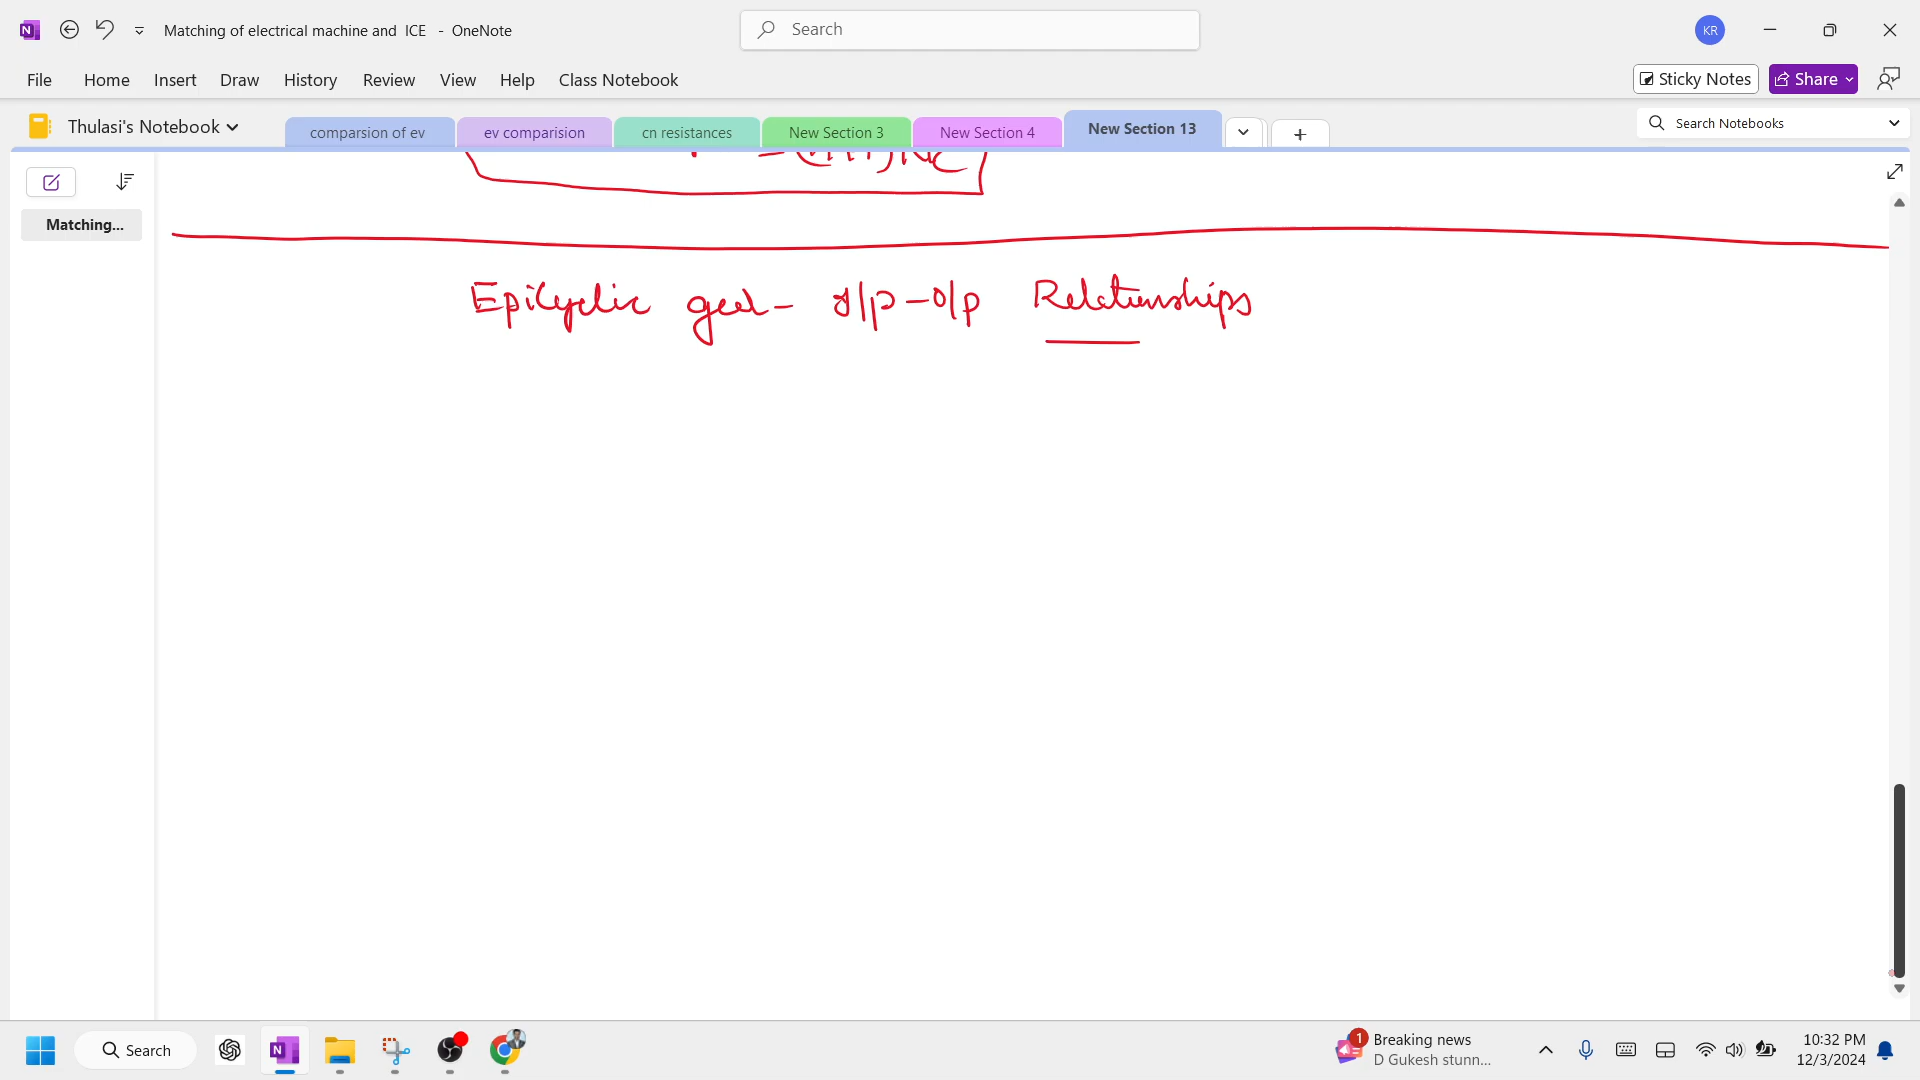 Matching of electrical machine and ICE - OneNote
Search
KR
File Home Insert Draw History Review View Help Class Notebook
Sticky Notes Share
Thulasi's Notebook
comparsion of ev ev comparision cn resistances New Section 3 New Section 4 New Section 13 +
Search Notebooks
Matching...
Epicyclic gear - I/p - O/p Relationships
Search
1
Breaking news
D Gukesh stunn...
10:32 PM
12/3/2024